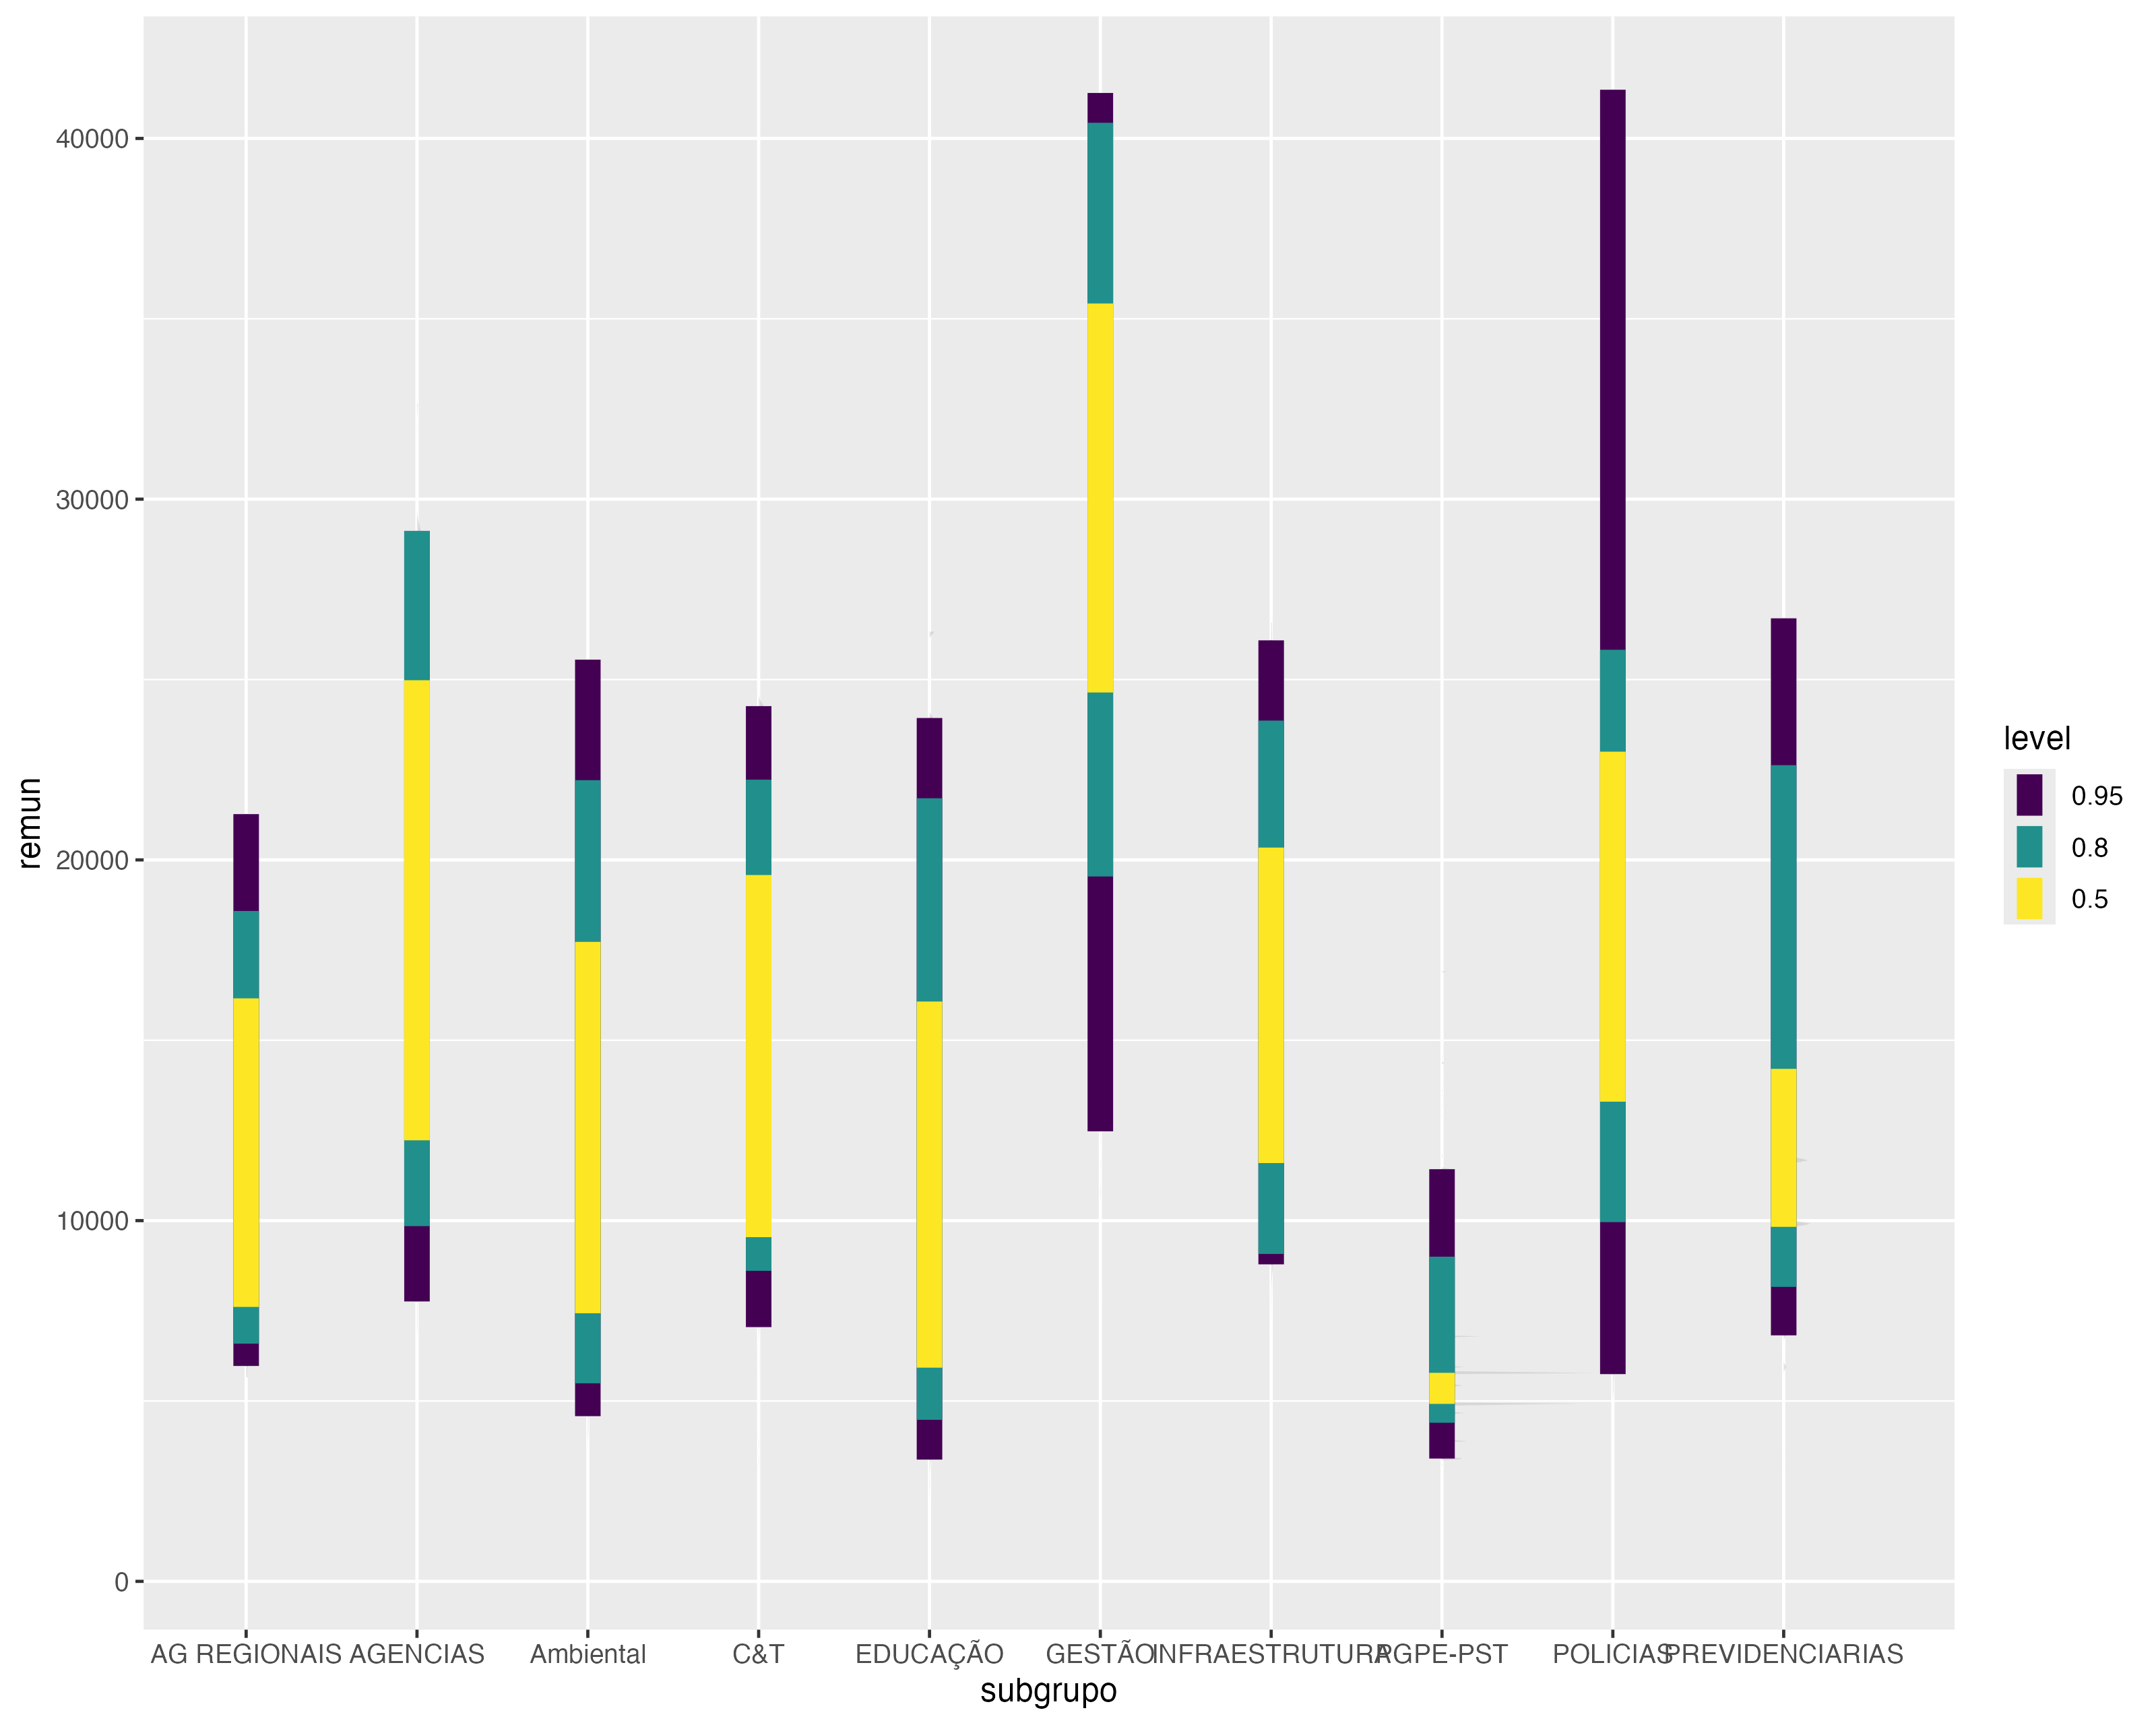 40000
30000
20000
10000
0
remun
AG REGIONAIS
AGENCIAS
Ambiental
C&T
EDUCAÇÃO
GESTÃO
INFRAESTRUTURA
PGPE-PST
POLICIAS
PREVIDENCIARIAS
subgrupo
level
0.95
0.8
0.5